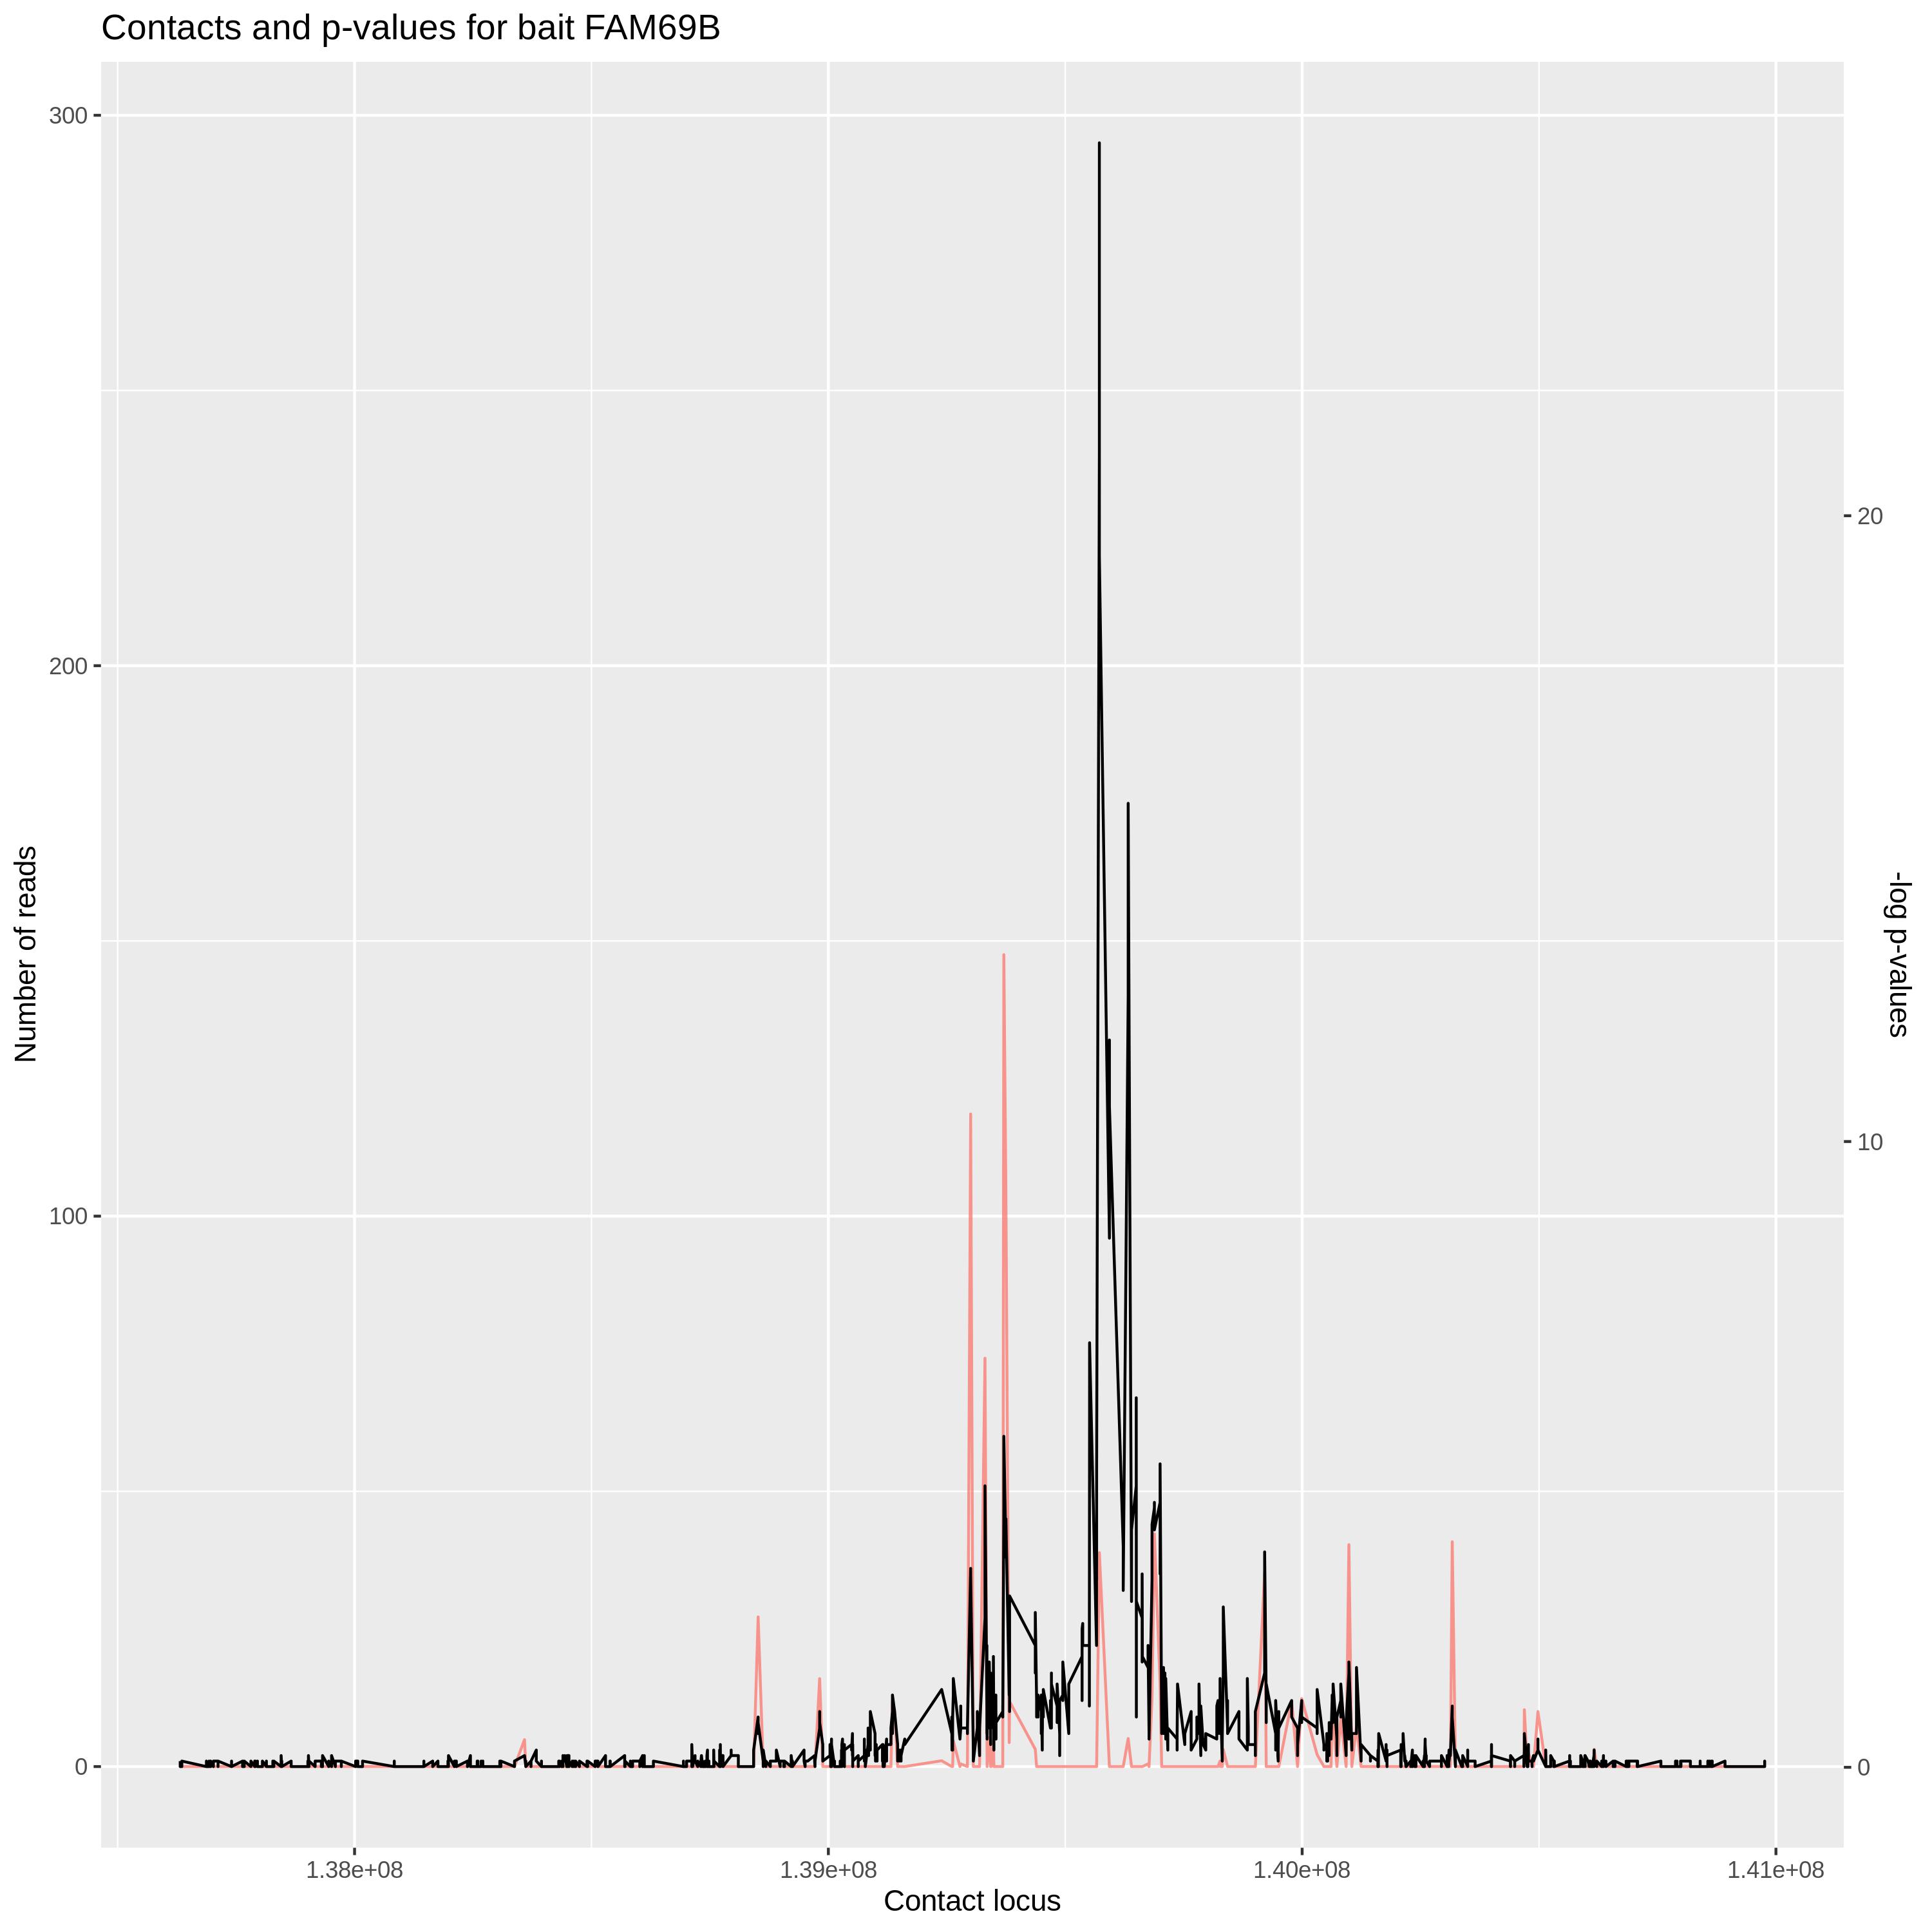 Contacts and p-values for bait FAM69B
300
200
100
0
Number of reads
20
10
0
-log p-values
1.38e+08
1.39e+08
1.40e+08
1.41e+08
Contact locus